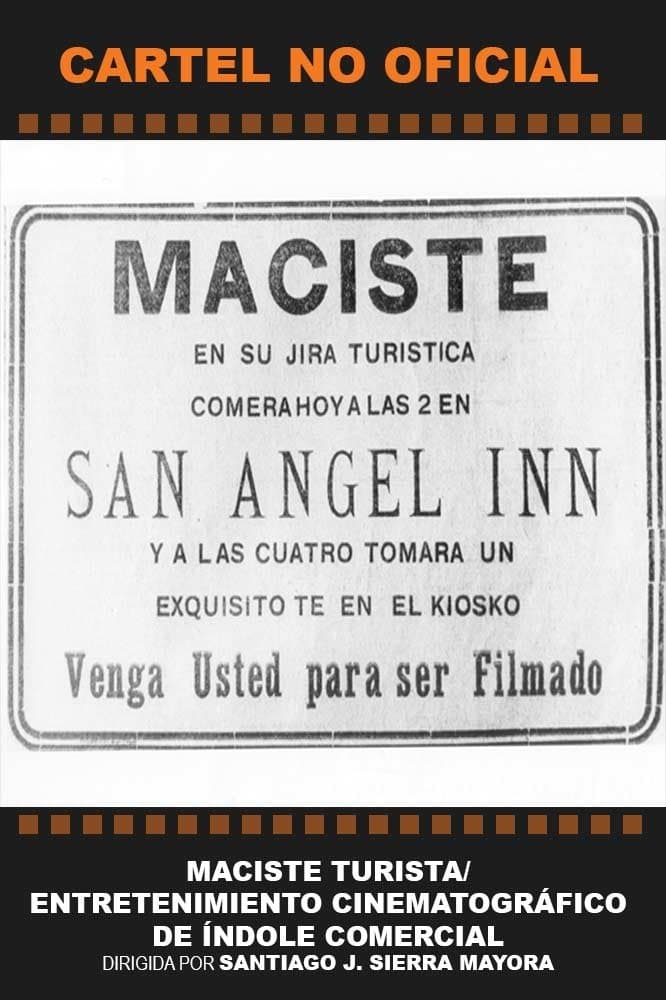 CARTEL NO OFICIAL
MACISTE
EN SU JIRA TURISTICA
COMERA HOY A LAS 2 EN
SAN ANGEL INN
Y A LAS CUATRO TOMARA UN
EXQUISITO TE EN EL KIOSKO
Venga Usted para ser Filmado
MACISTE TURISTA/
ENTRETENIMIENTO CINEMATOGRÁFICO
DE ÍNDOLE COMERCIAL
DIRIGIDA POR SANTIAGO J. SIERRA MAYORA